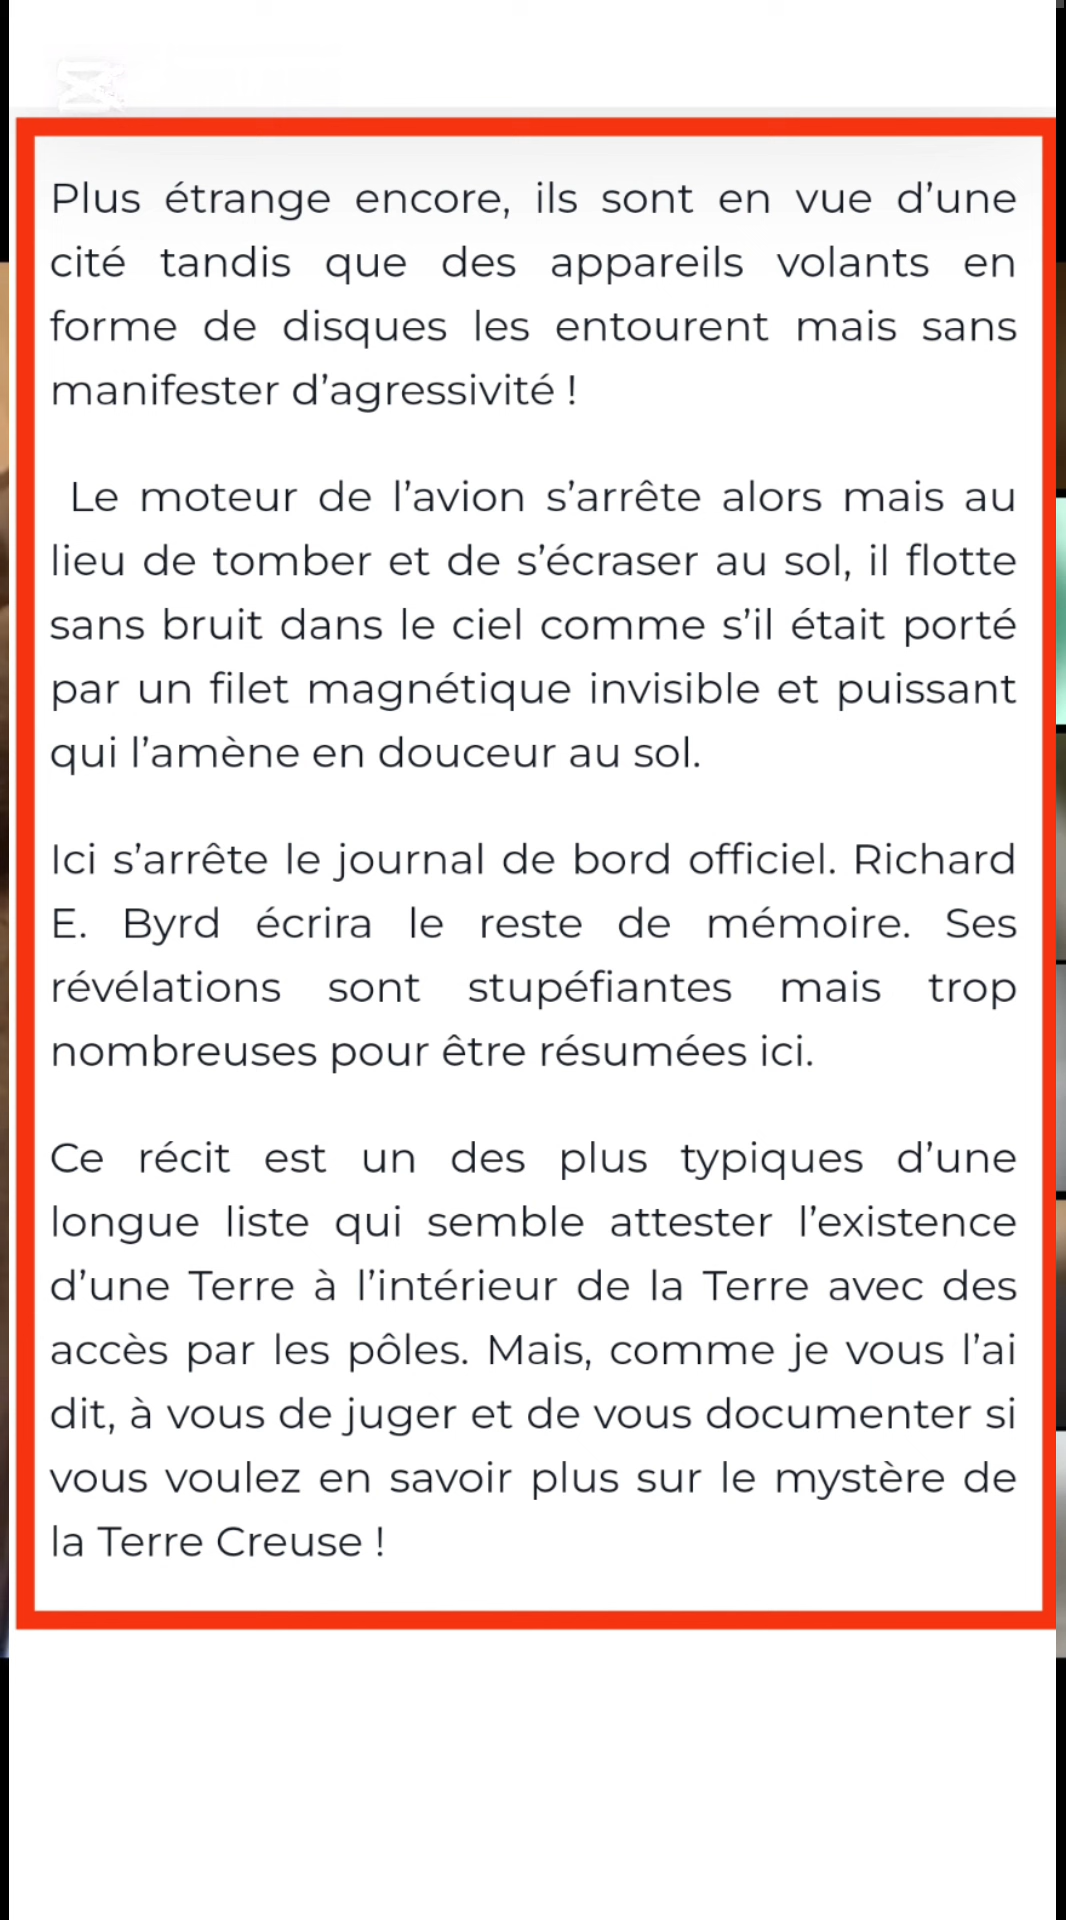 Plus étrange encore, ils sont en vue d’une
cité tandis que des appareils volants en
forme de disques les entourent mais sans
manifester d’agressivité !
Le moteur de l’avion s’arrête alors mais au
lieu de tomber et de s’écraser au sol, il flotte
sans bruit dans le ciel comme s’il était porté
par un filet magnétique invisible et puissant
qui l’amène en douceur au sol.
Ici s’arrête le journal de bord officiel. Richard
E. Byrd écrira le reste de mémoire. Ses
révélations sont stupéfiantes mais trop
nombreuses pour être résumées ici.
Ce récit est un des plus typiques d’une
longue liste qui semble attester l’existence
d’une Terre à l’intérieur de la Terre avec des
accès par les pôles. Mais, comme je vous l’ai
dit, à vous de juger et de vous documenter si
vous voulez en savoir plus sur le mystère de
la Terre Creuse !